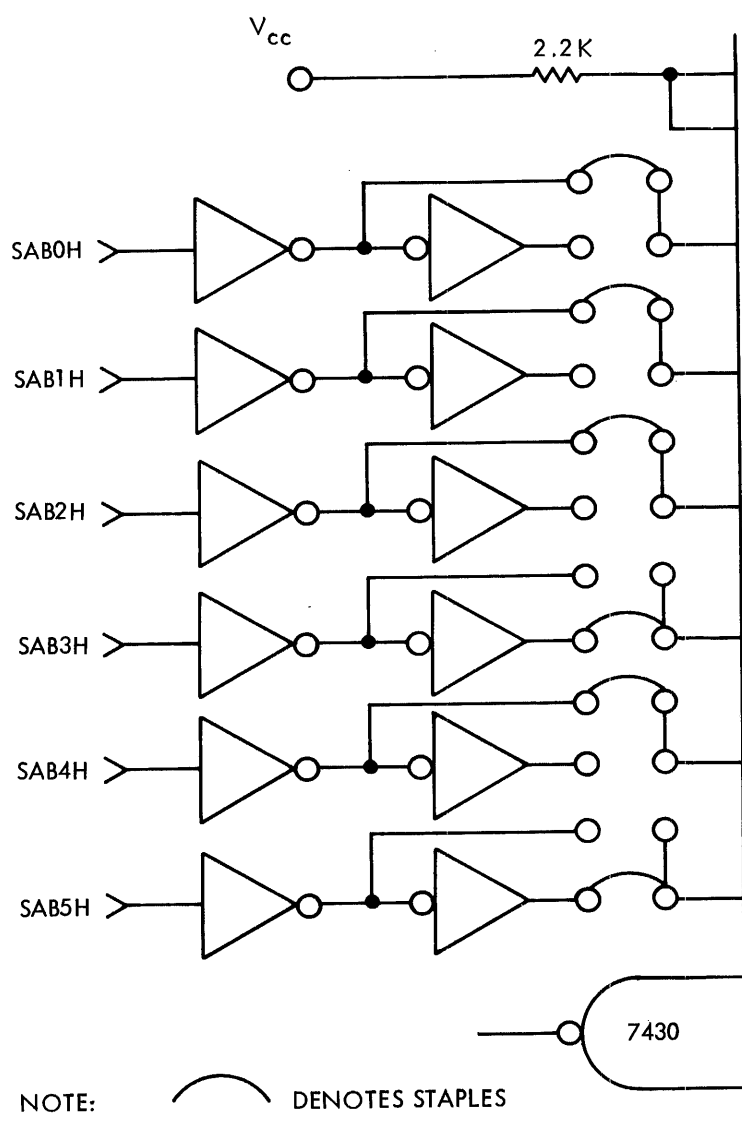 Vcc
2.2K
SAB0H
SAB1H
SAB2H
SAB3H
SAB4H
SAB5H
7430
NOTE: DENOTES STAPLES